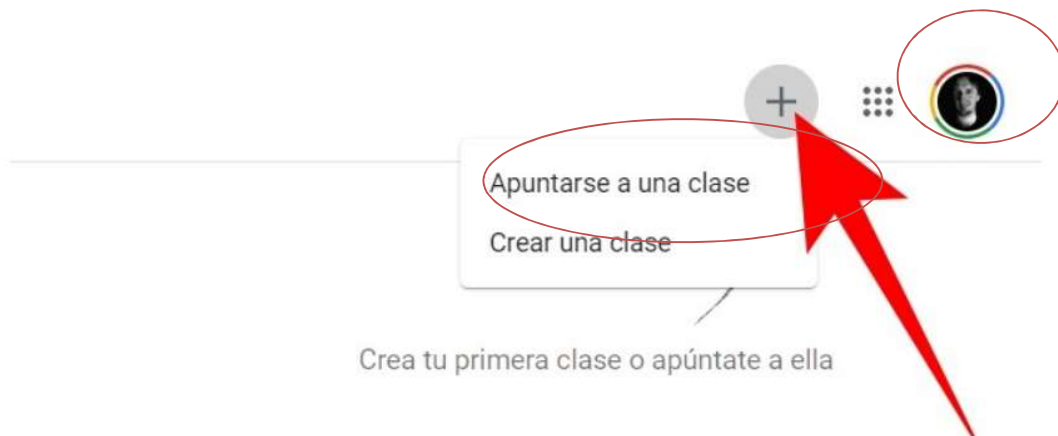 Apuntarse a una clase
Crear una clase
Crea tu primera clase o apúntate a ella